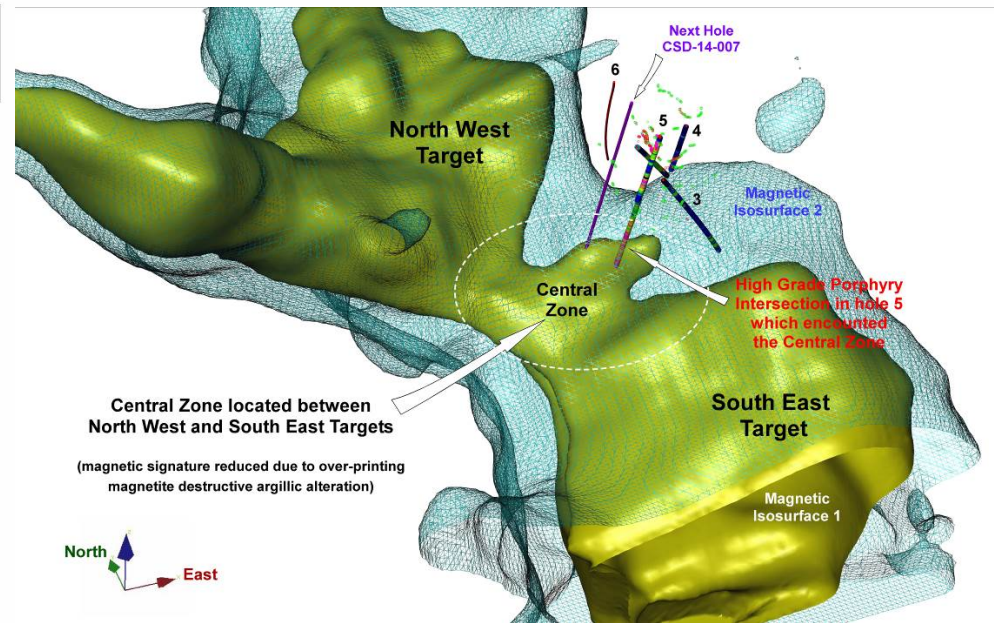 Next Hole
CSD-14-007
6
5
4
3
North West
Target
Magnetic
Isosurface 2
Central
Zone
High Grade Porphyry
Intersection in hole 5
which encounted
the Central Zone
Central Zone located between
North West and South East Targets
(magnetic signature reduced due to over-printing
magnetite destructive argillic alteration)
South East
Target
Magnetic
Isosurface 1
North
East